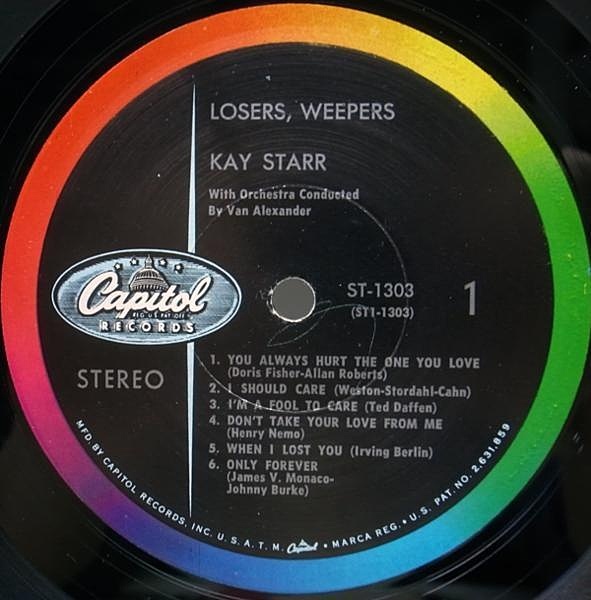 LOSERS, WEEPERS
KAY STARR
With Orchestra Conducted
By Van Alexander
Capitol
REG. U.S. PAT. OFF.
RECORDS
ST-1303
(ST1-1303)
1
STEREO
1. YOU ALWAYS HURT THE ONE YOU LOVE
(Doris Fisher-Allan Roberts)
2. I SHOULD CARE (Weston-Stordahl-Cahn)
3. I'M A FOOL TO CARE (Ted Daffen)
4. DON'T TAKE YOUR LOVE FROM ME
(Henry Nemo)
5. WHEN I LOST YOU (Irving Berlin)
6. ONLY FOREVER
(James V. Monaco-
Johnny Burke)
MFD. BY CAPITOL RECORDS, INC. U.S.A. T.M. Capitol • MARCA REG. • U.S. PAT. NO. 2,631,859